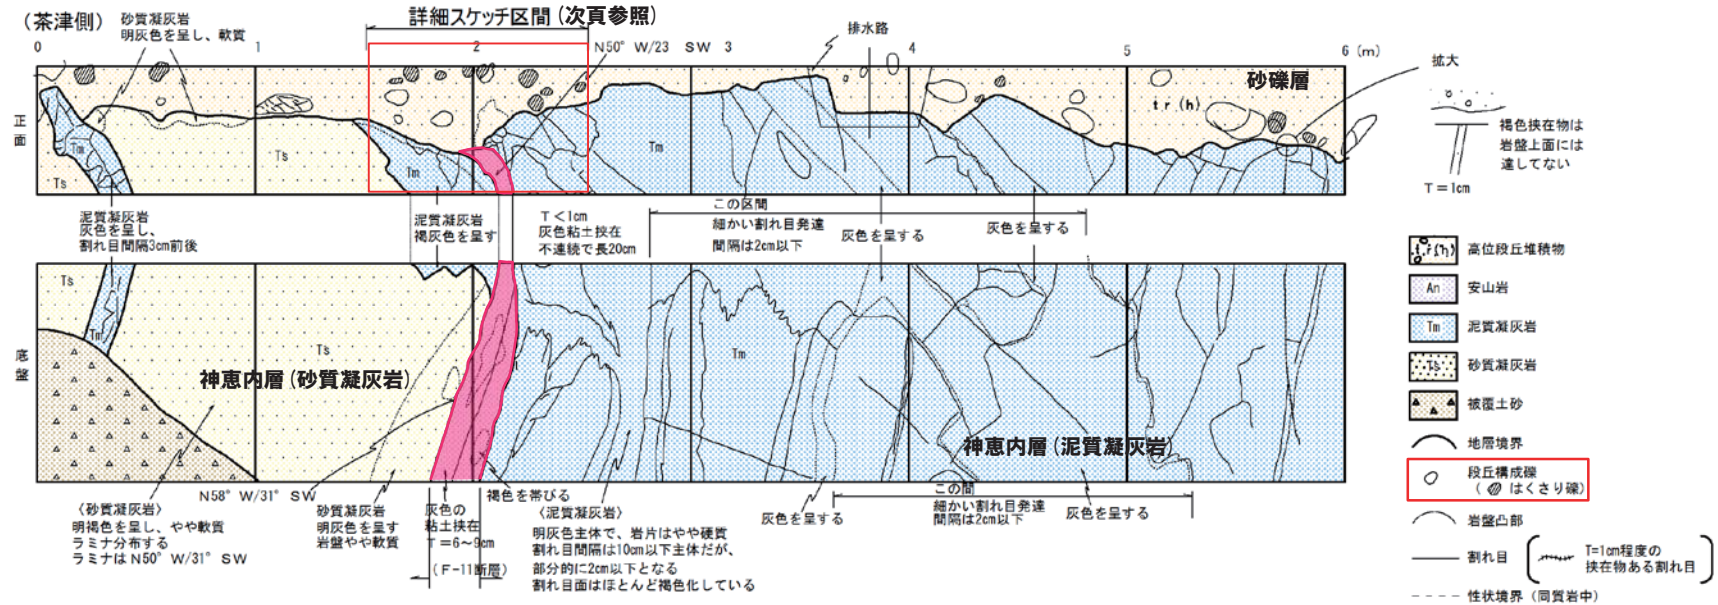 （茶津側）
砂質凝灰岩
明灰色を呈し、軟質
詳細スケッチ区間（次頁参照）
N50°W/23 SW
排水路
0 1 2 3 4 5 6 (m)
拡大
正面
砂礫層
tr(h)
Tm
Ts
Ts
Tm
Tm
褐色挟在物は
岩盤上面には
達してない
T=1cm
泥質凝灰岩
灰色を呈し、
割れ目間隔3cm前後
泥質凝灰岩
褐灰色を呈す
T<1cm
灰色粘土挟在
不連続で長20cm
この区間
細かい割れ目発達
間隔は2cm以下
灰色を呈する
灰色を呈する
底盤
Ts
Tm
Ts
Tm
神恵内層（砂質凝灰岩）
神恵内層（泥質凝灰岩）
N58°W/31°SW
〈砂質凝灰岩〉
明褐色を呈し、やや軟質
ラミナ分布する
ラミナはN50°W/31°SW
砂質凝灰岩
明灰色を呈す
岩盤やや軟質
灰色の
粘土挟在
T=6～9cm
（F-11断層）
褐色を帯びる
〈泥質凝灰岩〉
明灰色主体で、岩片はやや硬質
割れ目間隔は10cm以下主体だが、
部分的に2cm以下となる
割れ目面はほとんど褐色化している
灰色を呈する
この間
細かい割れ目発達
間隔は2cm以下
灰色を呈する
t.r(h) 高位段丘堆積物
An 安山岩
Tm 泥質凝灰岩
Ts 砂質凝灰岩
被覆土砂
地層境界
段丘構成礫
（ はくさり礫）
岩盤凸部
割れ目
T=1cm程度の
挟在物ある割れ目
性状境界（同質岩中）